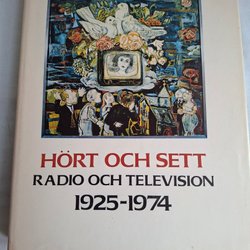 HÖRT OCH SETT
RADIO OCH TELEVISION
1925-1974